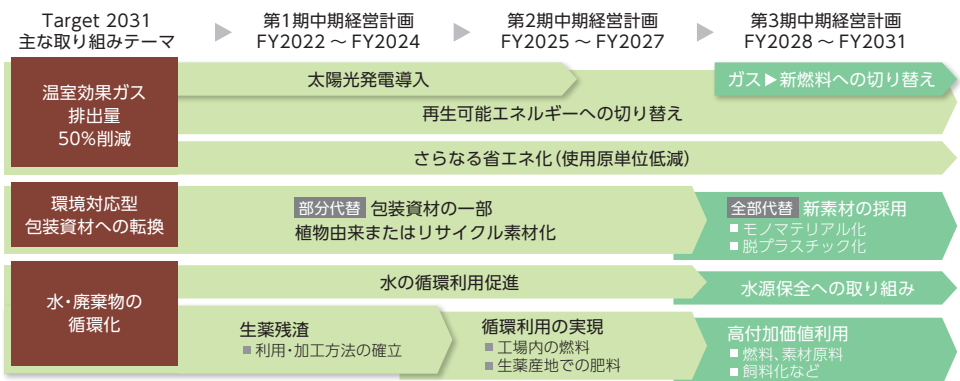 Target 2031
主な取り組みテーマ
第1期中期経営計画
FY2022～FY2024
第2期中期経営計画
FY2025～FY2027
第3期中期経営計画
FY2028～FY2031
温室効果ガス
排出量
50%削減
太陽光発電導入
ガス▶新燃料への切り替え
再生可能エネルギーへの切り替え
さらなる省エネ化（使用原単位低減）
環境対応型
包装資材への転換
部分代替 包装資材の一部
植物由来またはリサイクル素材化
全部代替 新素材の採用
■モノマテリアル化
■脱プラスチック化
水・廃棄物の
循環化
水の循環利用促進
水源保全への取り組み
生薬残渣
■利用・加工方法の確立
循環利用の実現
■工場内の燃料
■生薬産地での肥料
高付加価値利用
■燃料、素材原料
■飼料化など